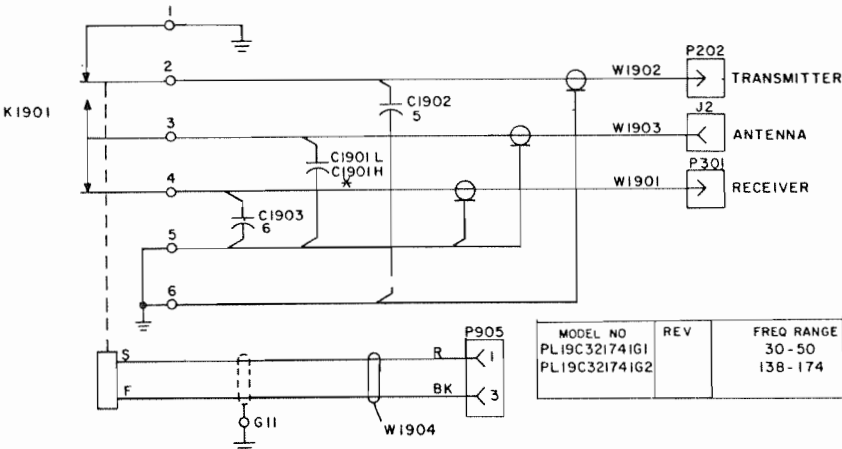 1
P202
2
W1902
TRANSMITTER
K1901
C1902
5
J2
3
W1903
ANTENNA
C1901L
C1901H
*
P301
4
W1901
RECEIVER
C1903
6
5
6
P905
S
R
1
F
BK
3
G11
W1904
MODEL NO
REV
FREQ RANGE
PL19C321741G1
30-50
PL19C321741G2
138-174